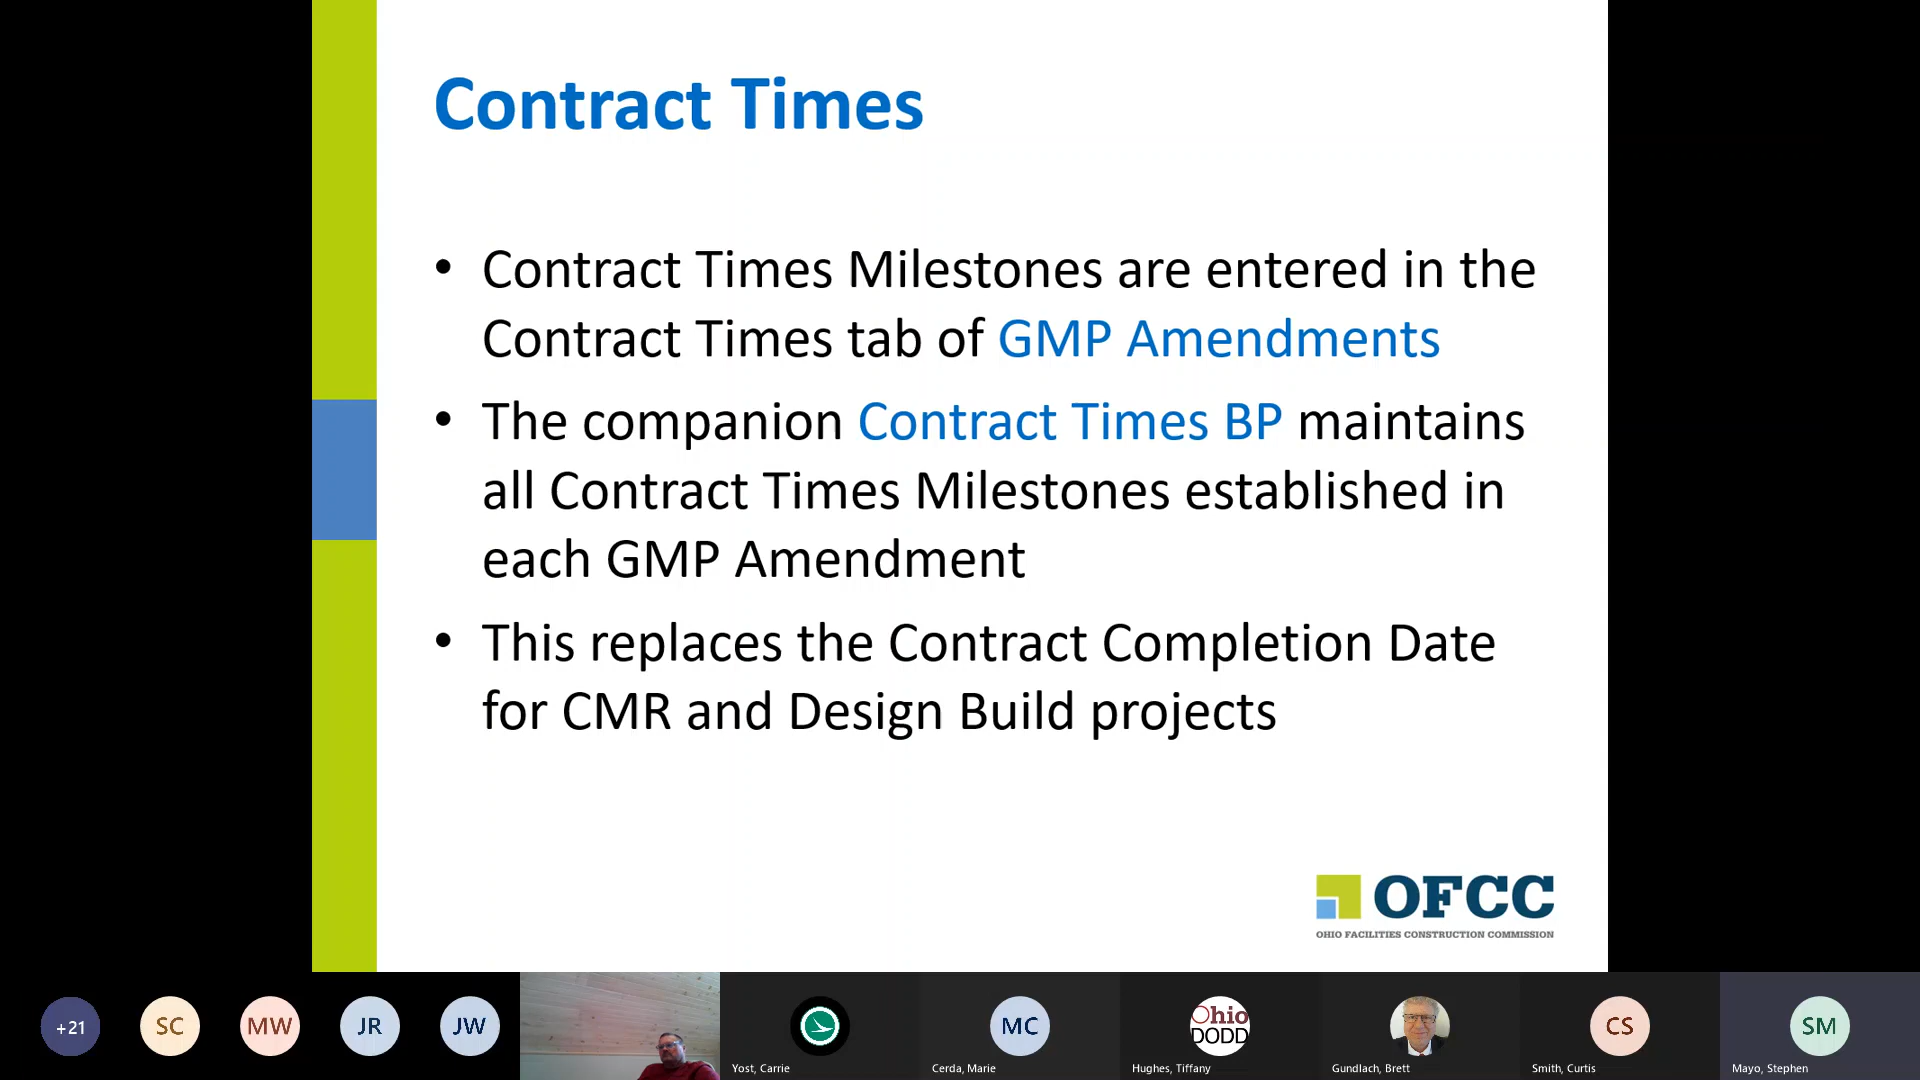 Contract Times
• Contract Times Milestones are entered in the
Contract Times tab of GMP Amendments
• The companion Contract Times BP maintains
all Contract Times Milestones established in
each GMP Amendment
• This replaces the Contract Completion Date
for CMR and Design Build projects
OFCC
OHIO FACILITIES CONSTRUCTION COMMISSION
+21
SC
MW
JR
JW
Yost, Carrie
MC
Cerda, Marie
Ohio
DODD
Hughes, Tiffany
Gundlach, Brett
CS
Smith, Curtis
SM
Mayo, Stephen